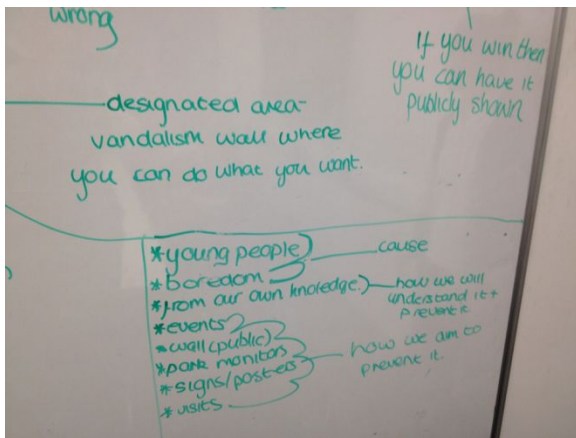 wrong
If you win then
you can have it
publicly shown
designated area-
vandalism wall where
you can do what you want.
*young people
cause
*boredom
*from our own knoledge.
how we will
understand it +
prevent it
*events
*wall (public)
*park monitors
how we aim to
prevent it.
*signs/posters
*visits